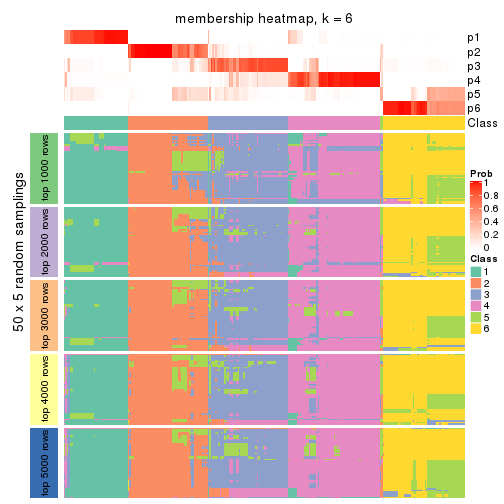 membership heatmap, k = 6
p1
p2
p3
p4
p5
p6
Class
50 x 5 random samplings
top 1000 rows
top 2000 rows
top 3000 rows
top 4000 rows
top 5000 rows
Prob
1
0.8
0.6
0.4
0.2
0
Class
1
2
3
4
5
6